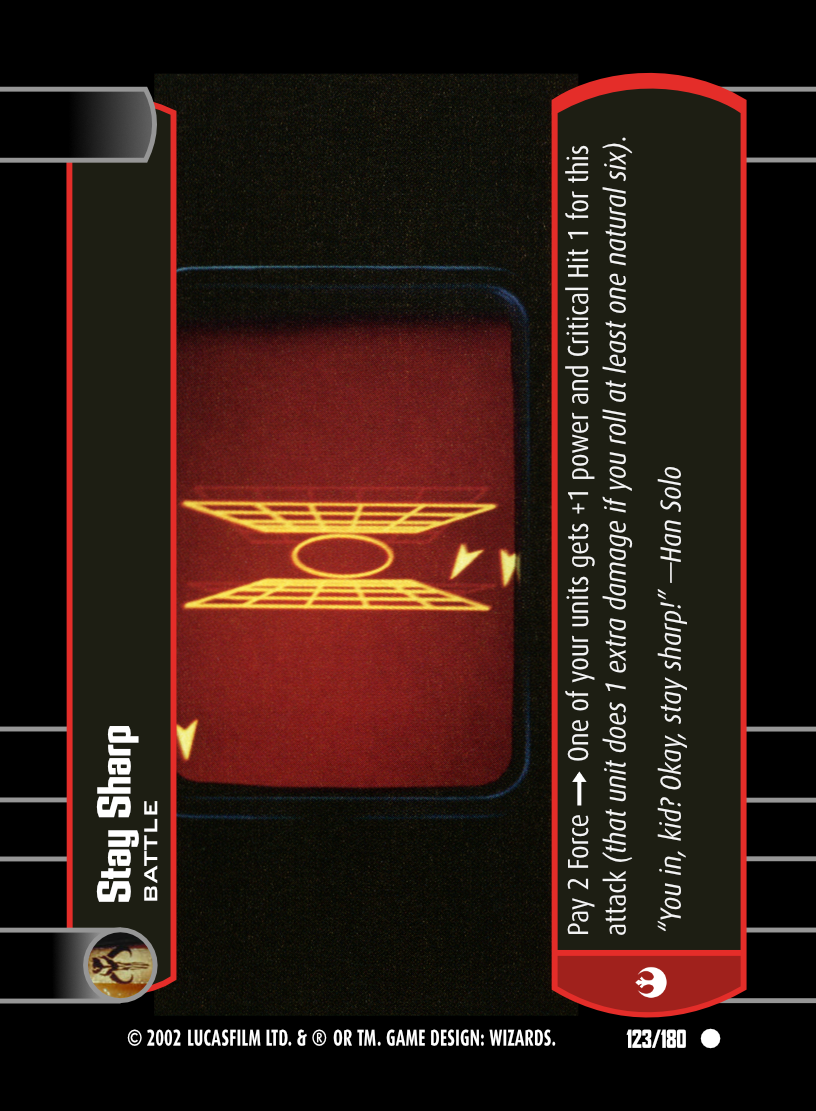 Stay Sharp
BATTLE
Pay 2 Force → One of your units gets +1 power and Critical Hit 1 for this
attack (that unit does 1 extra damage if you roll at least one natural six).
“You in, kid? Okay, stay sharp!” —Han Solo
© 2002 LUCASFILM LTD. & ® OR TM. GAME DESIGN: WIZARDS.
123/180